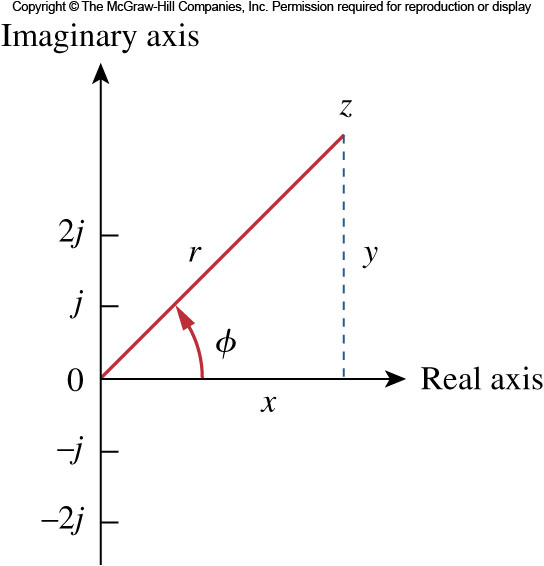 Copyright © The McGraw-Hill Companies, Inc. Permission required for reproduction or display
Imaginary axis
z
2j
r
y
j
ϕ
0
Real axis
x
–j
–2j